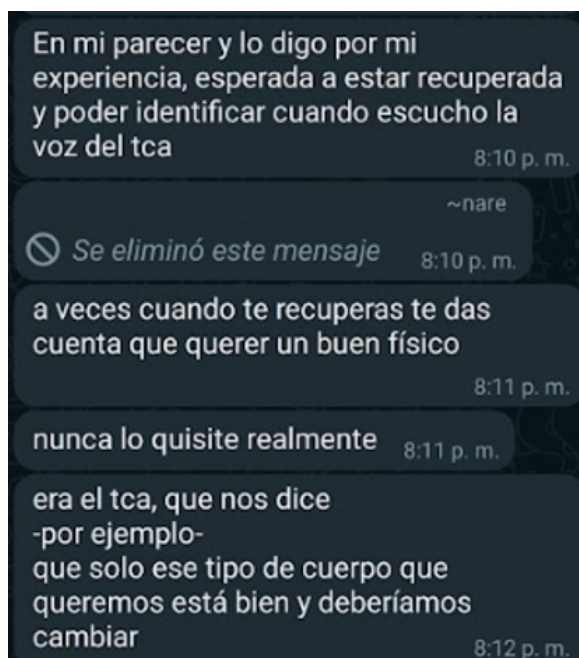 En mi parecer y lo digo por mi
experiencia, esperada a estar recuperada
y poder identificar cuando escucho la
voz del tca
8:10 p. m.
~nare
Se eliminó este mensaje
8:10 p. m.
a veces cuando te recuperas te das
cuenta que querer un buen físico
8:11 p. m.
nunca lo quisite realmente
8:11 p. m.
era el tca, que nos dice
-por ejemplo-
que solo ese tipo de cuerpo que
queremos está bien y deberíamos
cambiar
8:12 p. m.